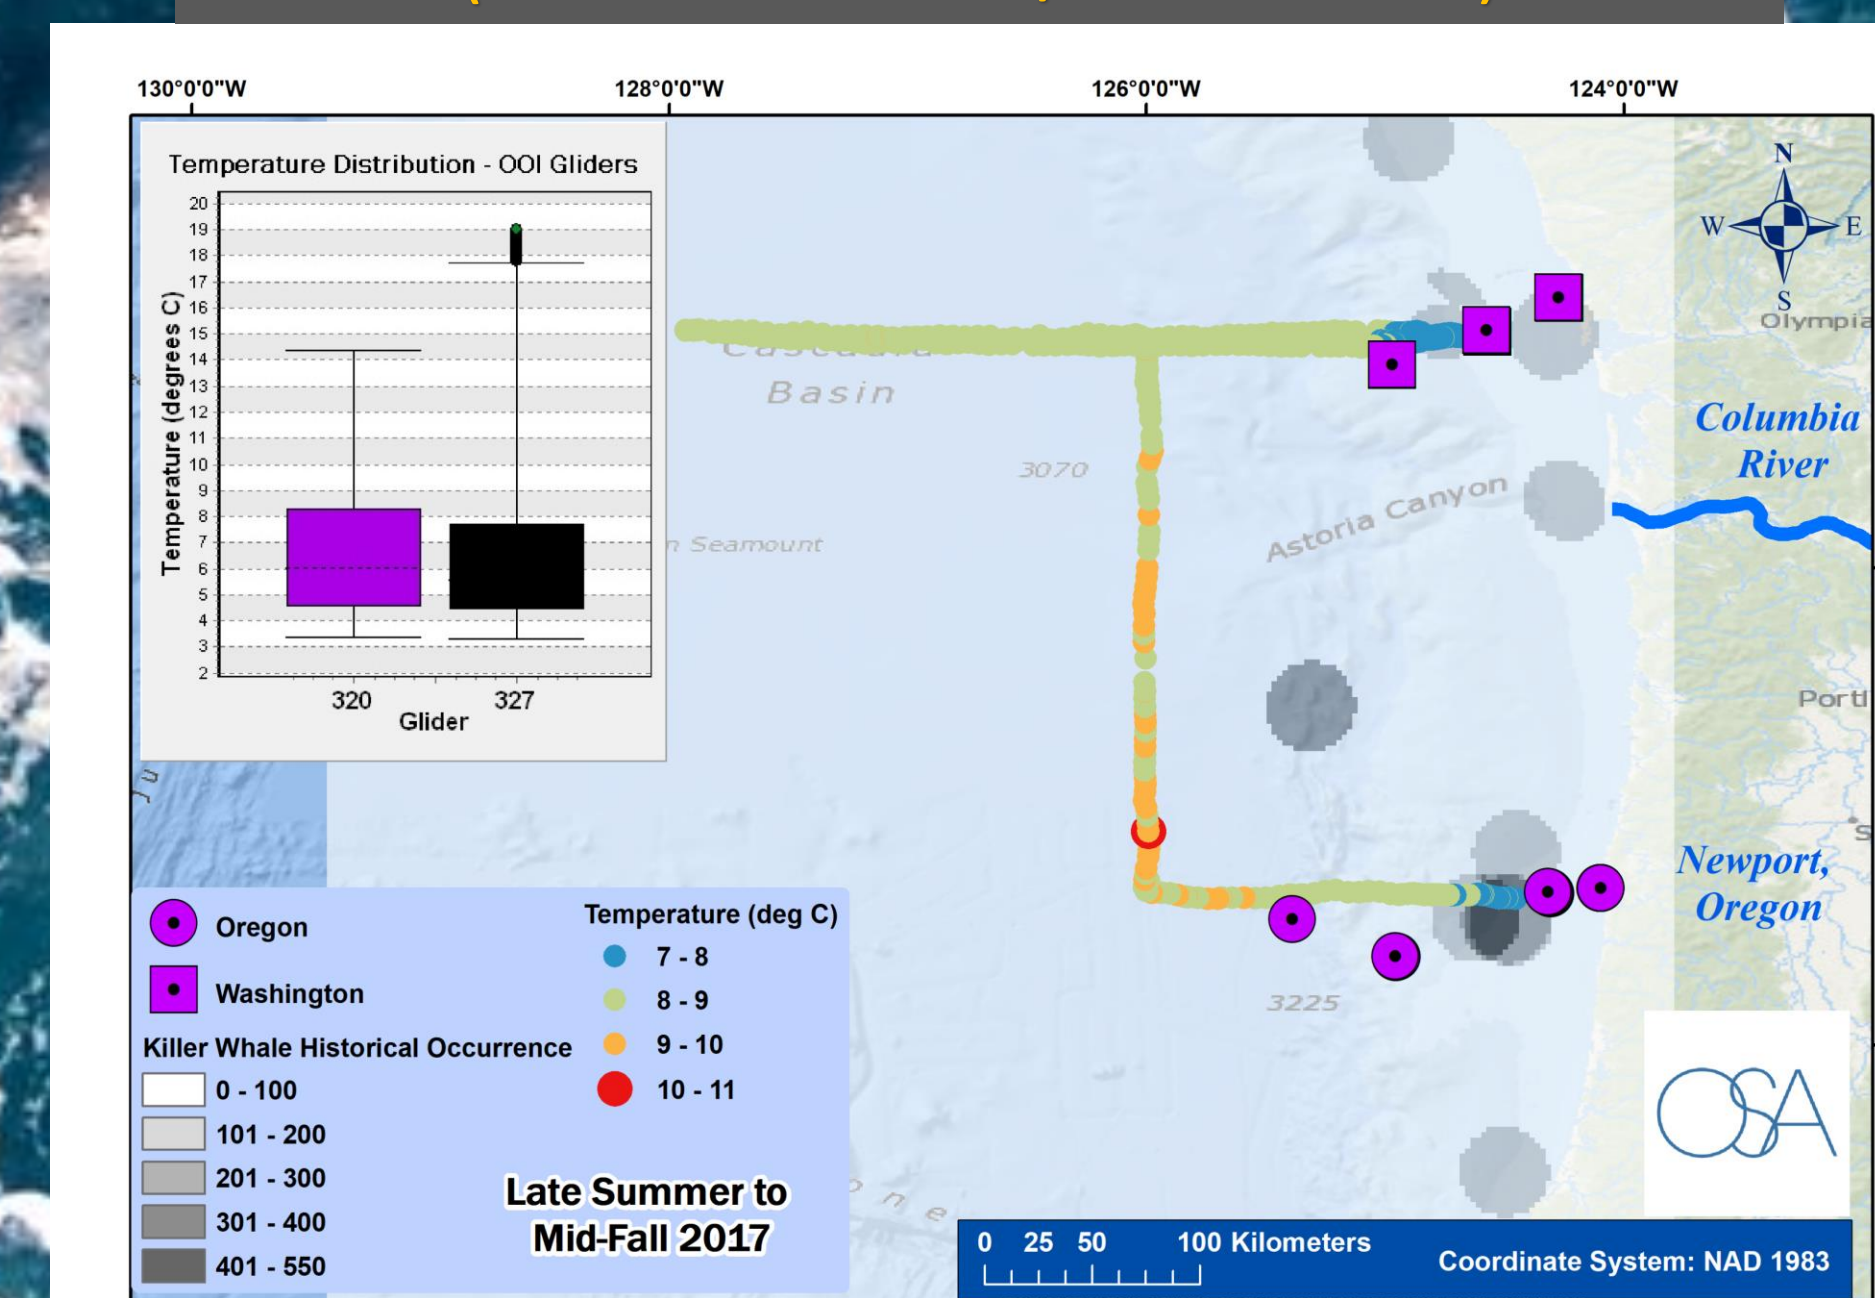 130°0'0"W 128°0'0"W 126°0'0"W 124°0'0"W
Temperature Distribution - OOI Gliders
Temperature (degrees C)
20
19
18
17
16
15
14
13
12
11
10
9
8
7
6
5
4
3
2
320 327
Glider
N
W E
S
Olympia
Cascadia
Basin
Columbia
River
3070
Astoria Canyon
n Seamount
Portl
Newport,
Oregon
3225
Oregon
Washington
Killer Whale Historical Occurrence
0 - 100
101 - 200
201 - 300
301 - 400
401 - 550
Temperature (deg C)
7 - 8
8 - 9
9 - 10
10 - 11
Late Summer to
Mid-Fall 2017
o n e
OSA
0 25 50 100 Kilometers
Coordinate System: NAD 1983